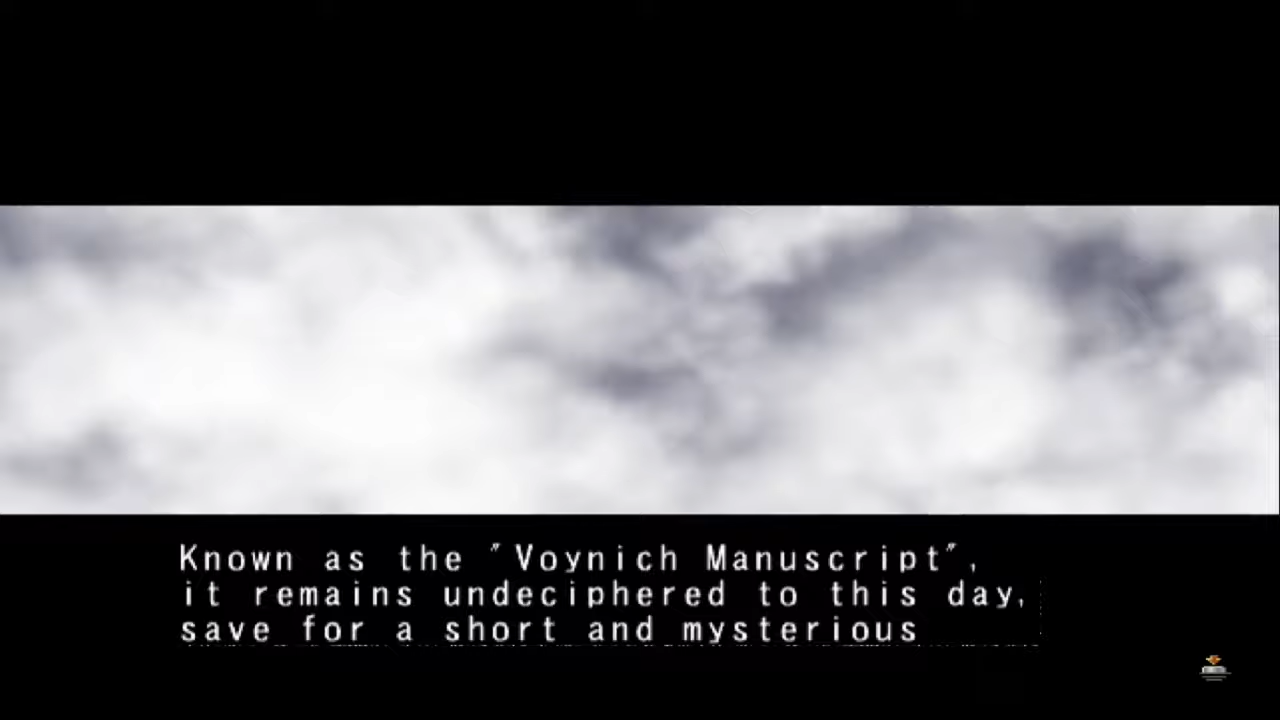 Known as the "Voynich Manuscript",
it remains undeciphered to this day,
save for a short and mysterious